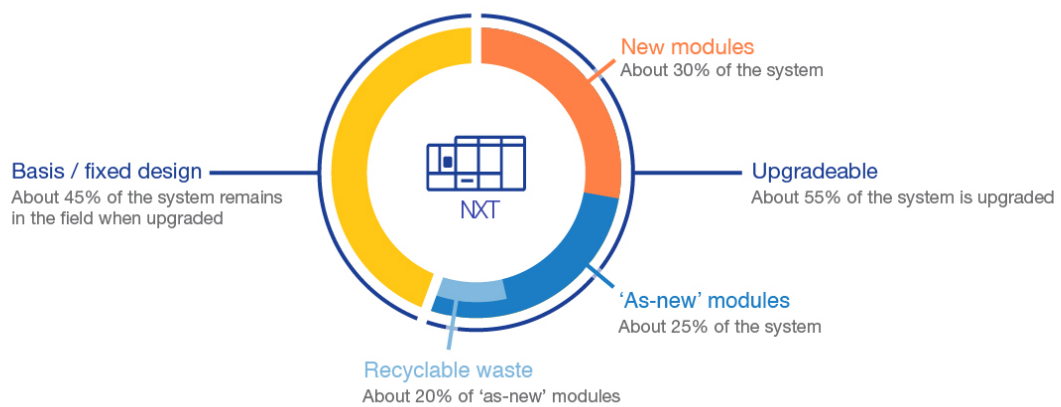 New modules
About 30% of the system
Basis / fixed design
About 45% of the system remains
in the field when upgraded
NXT
Upgradeable
About 55% of the system is upgraded
‘As-new’ modules
About 25% of the system
Recyclable waste
About 20% of ‘as-new’ modules